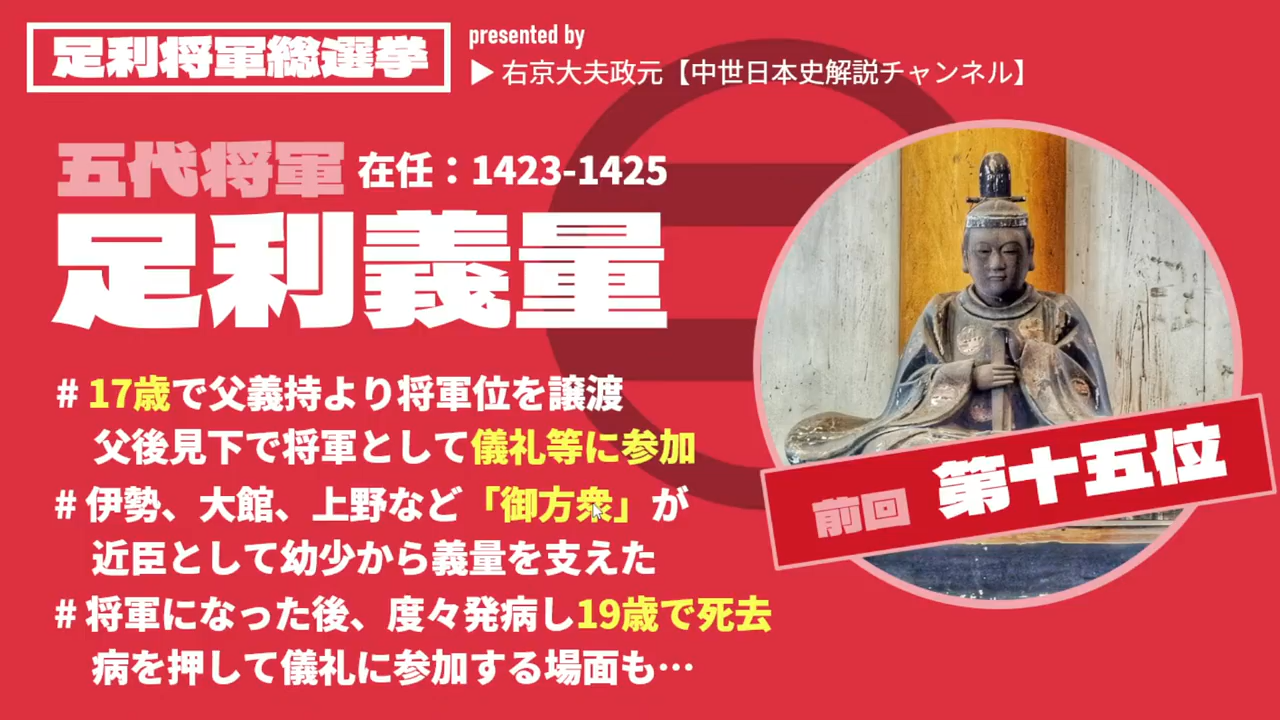 足利将軍総選挙
presented by
▶ 右京大夫政元【中世日本史解説チャンネル】
五代将軍 在任：1423-1425
足利義量
# 17歳で父義持より将軍位を譲渡
父後見下で将軍として儀礼等に参加
# 伊勢、大館、上野など「御方衆」が
近臣として幼少から義量を支えた
# 将軍になった後、度々発病し19歳で死去
病を押して儀礼に参加する場面も…
前回 第十五位